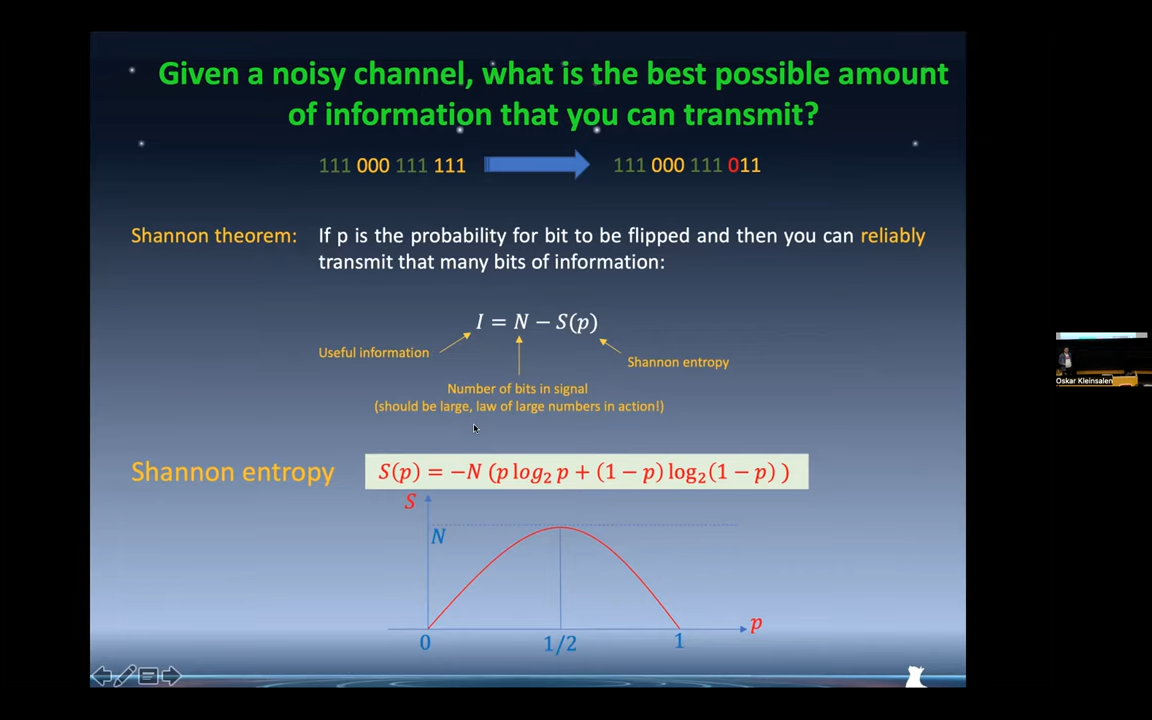 Given a noisy channel, what is the best possible amount
of information that you can transmit?
111 000 111 111
111 000 111 011
Shannon theorem: If p is the probability for bit to be flipped and then you can reliably
transmit that many bits of information:
I = N − S(p)
Useful information
Shannon entropy
Number of bits in signal
(should be large, law of large numbers in action!)
Shannon entropy
S(p) = −N (p log₂ p + (1 − p) log₂(1 − p) )
S
N
0
1/2
1
p
Oskar Kleinsalen